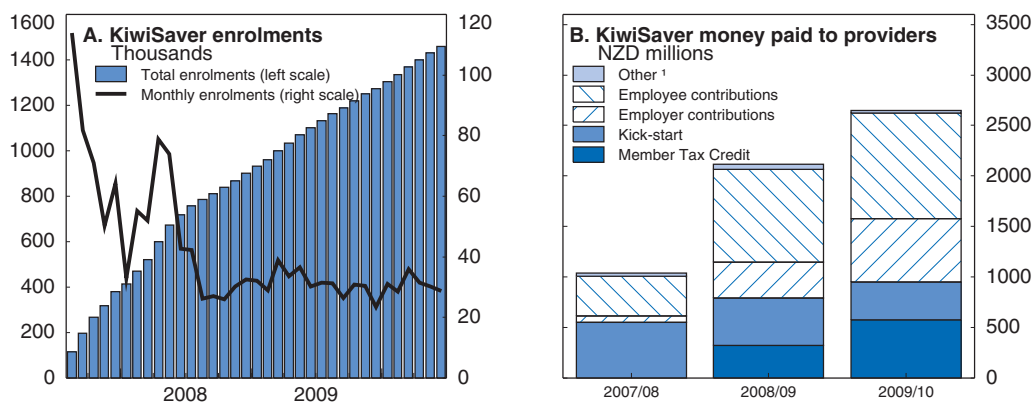 A. KiwiSaver enrolments
Thousands
Total enrolments (left scale)
Monthly enrolments (right scale)
1600
1400
1200
1000
800
600
400
200
0
120
100
80
60
40
20
0
2008
2009
B. KiwiSaver money paid to providers
NZD millions
Other ¹
Employee contributions
Employer contributions
Kick-start
Member Tax Credit
3500
3000
2500
2000
1500
1000
500
0
2007/08
2008/09
2009/10